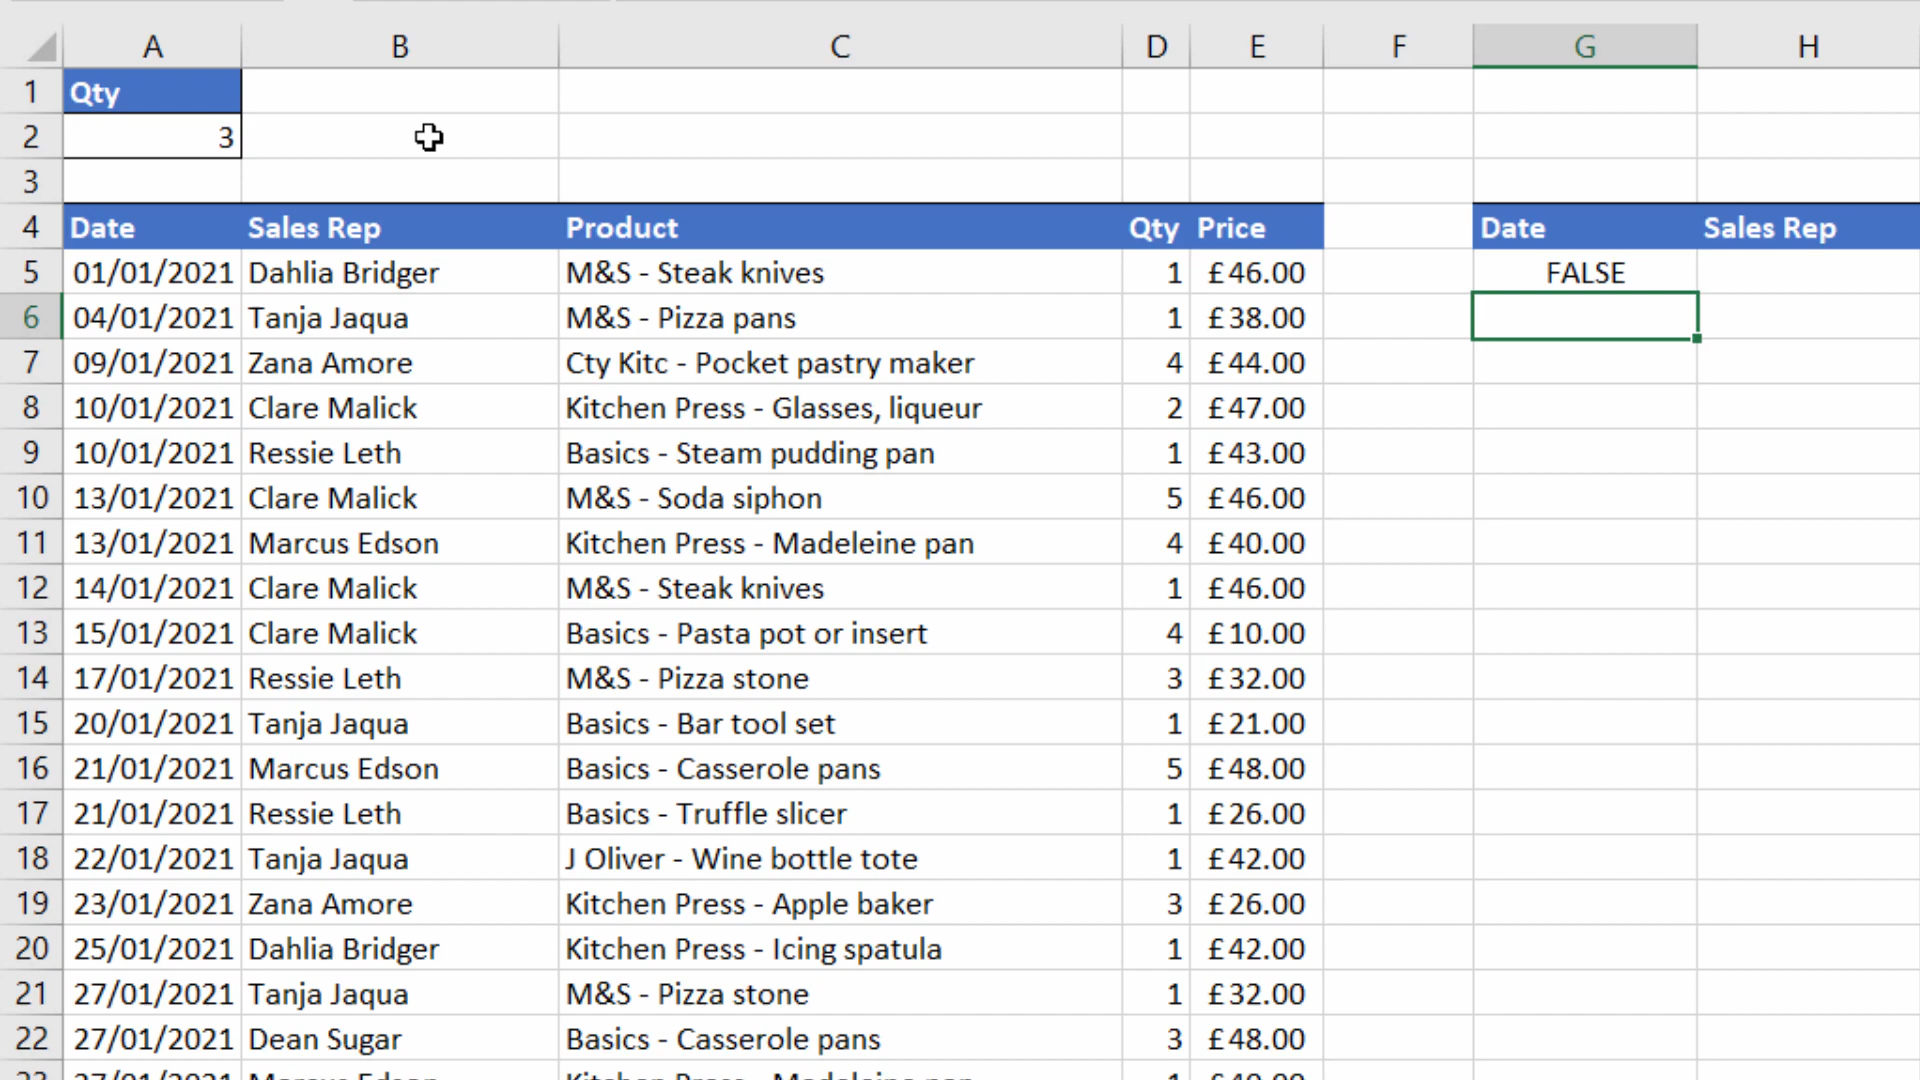 A B C D E F G H
1 Qty
2 3
3
4 Date Sales Rep Product Qty Price Date Sales Rep
5 01/01/2021 Dahlia Bridger M&S - Steak knives 1 £46.00 FALSE
6 04/01/2021 Tanja Jaqua M&S - Pizza pans 1 £38.00
7 09/01/2021 Zana Amore Cty Kitc - Pocket pastry maker 4 £44.00
8 10/01/2021 Clare Malick Kitchen Press - Glasses, liqueur 2 £47.00
9 10/01/2021 Ressie Leth Basics - Steam pudding pan 1 £43.00
10 13/01/2021 Clare Malick M&S - Soda siphon 5 £46.00
11 13/01/2021 Marcus Edson Kitchen Press - Madeleine pan 4 £40.00
12 14/01/2021 Clare Malick M&S - Steak knives 1 £46.00
13 15/01/2021 Clare Malick Basics - Pasta pot or insert 4 £10.00
14 17/01/2021 Ressie Leth M&S - Pizza stone 3 £32.00
15 20/01/2021 Tanja Jaqua Basics - Bar tool set 1 £21.00
16 21/01/2021 Marcus Edson Basics - Casserole pans 5 £48.00
17 21/01/2021 Ressie Leth Basics - Truffle slicer 1 £26.00
18 22/01/2021 Tanja Jaqua J Oliver - Wine bottle tote 1 £42.00
19 23/01/2021 Zana Amore Kitchen Press - Apple baker 3 £26.00
20 25/01/2021 Dahlia Bridger Kitchen Press - Icing spatula 1 £42.00
21 27/01/2021 Tanja Jaqua M&S - Pizza stone 1 £32.00
22 27/01/2021 Dean Sugar Basics - Casserole pans 3 £48.00